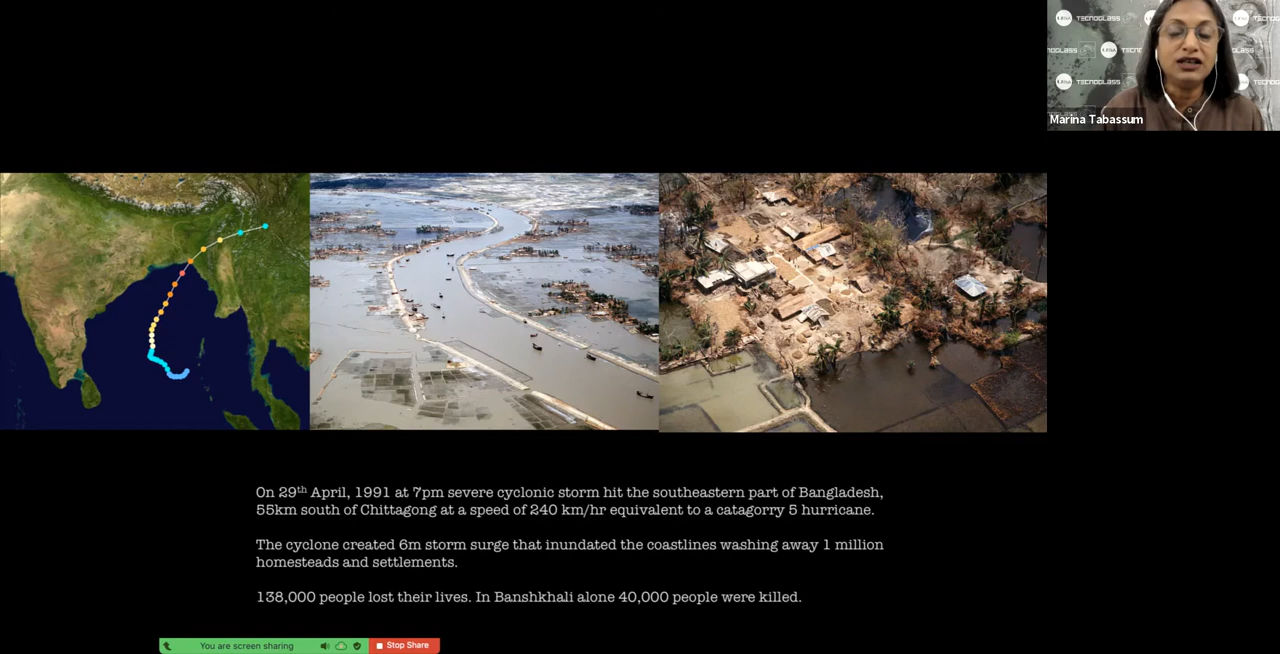 TECNOGLASS
TECNOGLASS
Marina Tabassum
On 29th April, 1991 at 7pm severe cyclonic storm hit the southeastern part of Bangladesh,
55km south of Chittagong at a speed of 240 km/hr equivalent to a catagorry 5 hurricane.
The cyclone created 6m storm surge that inundated the coastlines washing away 1 million
homesteads and settlements.
138,000 people lost their lives. In Banshkhali alone 40,000 people were killed.
You are screen sharing
Stop Share